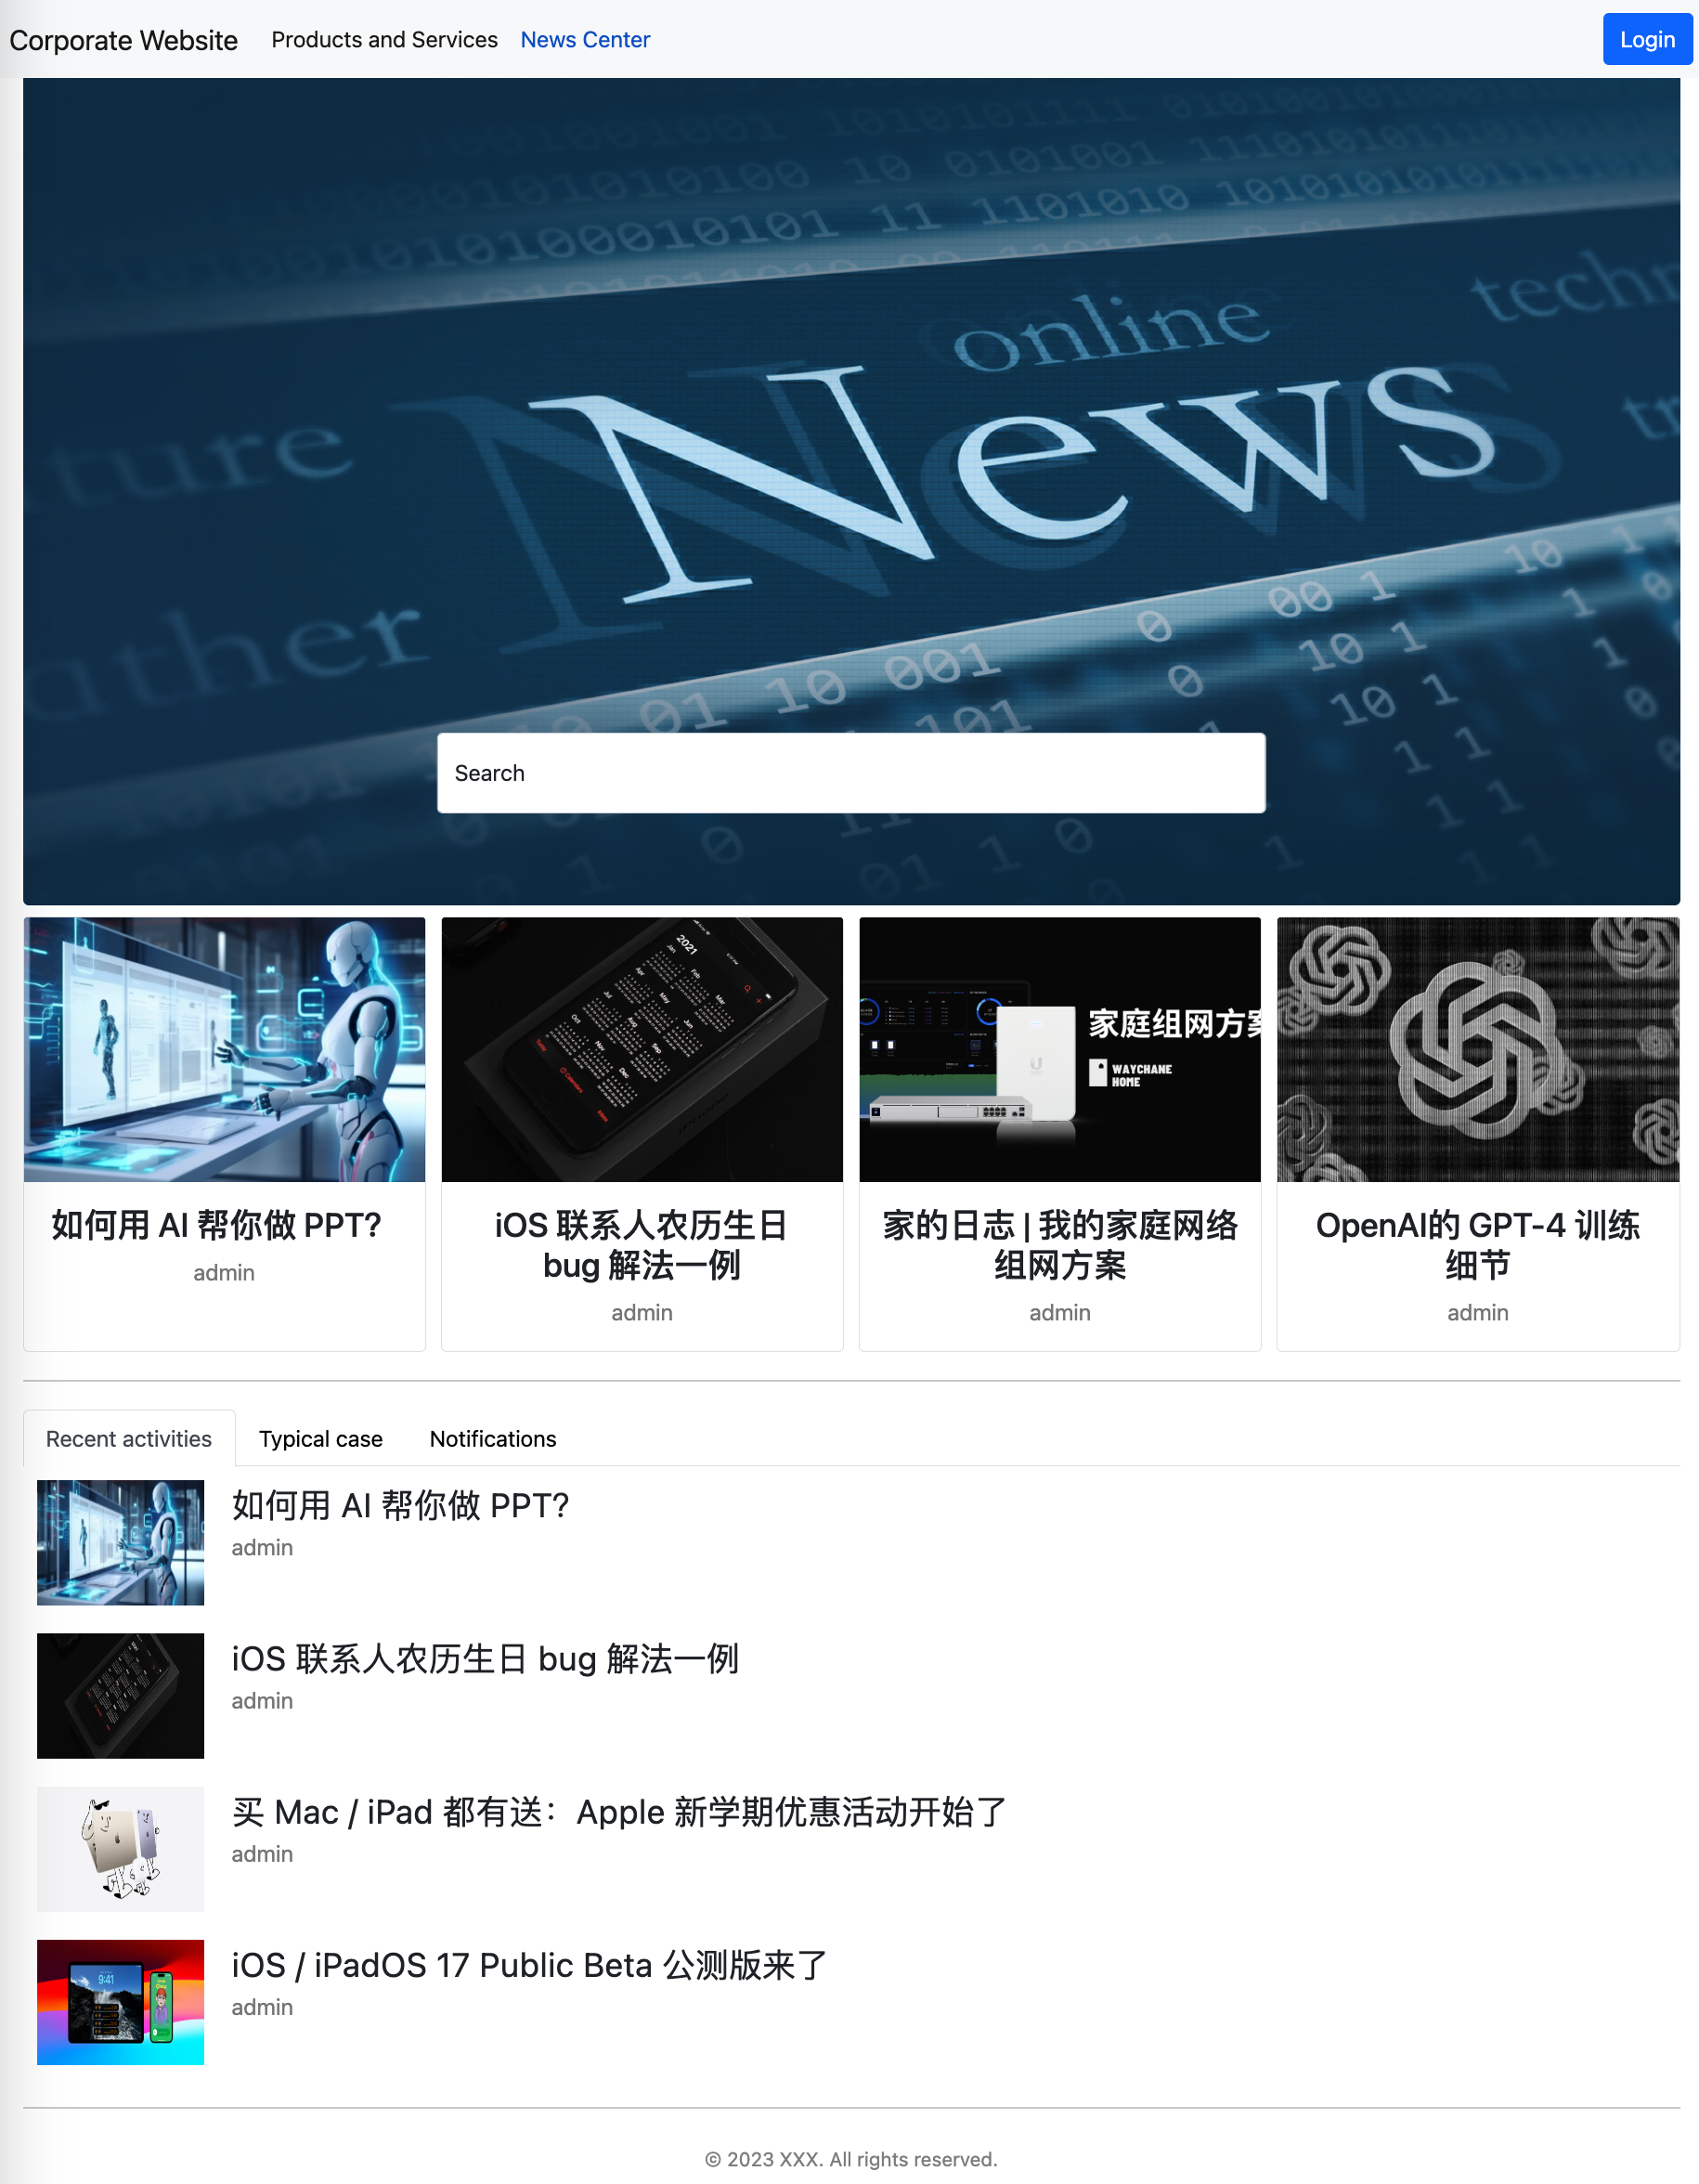 Corporate Website
Products and Services
News Center
Login
online
techn
News
ture
tr
ather
Search
2021
家庭组网方案
WAYCHANE
HOME
如何用 AI 帮你做 PPT?
admin
iOS 联系人农历生日
bug 解法一例
admin
家的日志 | 我的家庭网络
组网方案
admin
OpenAI的 GPT-4 训练
细节
admin
Recent activities
Typical case
Notifications
如何用 AI 帮你做 PPT?
admin
iOS 联系人农历生日 bug 解法一例
admin
买 Mac / iPad 都有送：Apple 新学期优惠活动开始了
admin
9:41
iOS / iPadOS 17 Public Beta 公测版来了
admin
© 2023 XXX. All rights reserved.